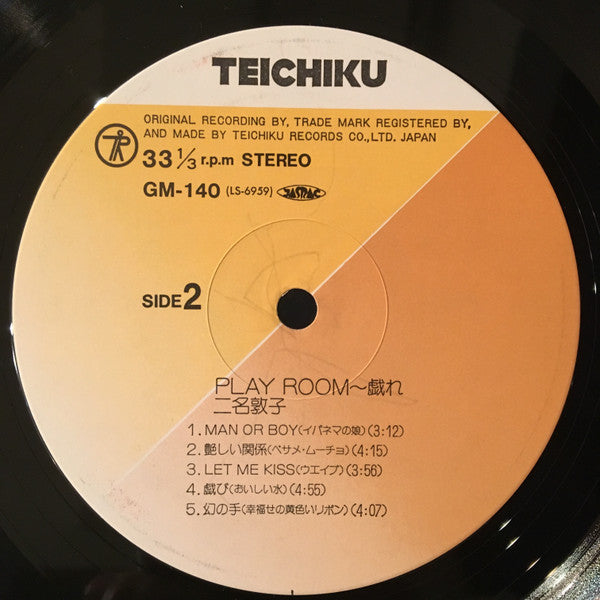 TEICHIKU
ORIGINAL RECORDING BY, TRADE MARK REGISTERED BY,
AND MADE BY TEICHIKU RECORDS CO.,LTD. JAPAN
33 1/3 r.p.m STEREO
GM-140 (LS-6959) JASRAC
SIDE 2
PLAY ROOM〜戯れ
二名敦子
1. MAN OR BOY(イパネマの娘)(3:12)
2.艶しい関係(ベサメ・ムーチョ)(4:15)
3. LET ME KISS(ウエイブ)(3:56)
4. 戯び(おいしい水)(4:55)
5. 幻の手(幸福せの黄色いリボン)(4:07)